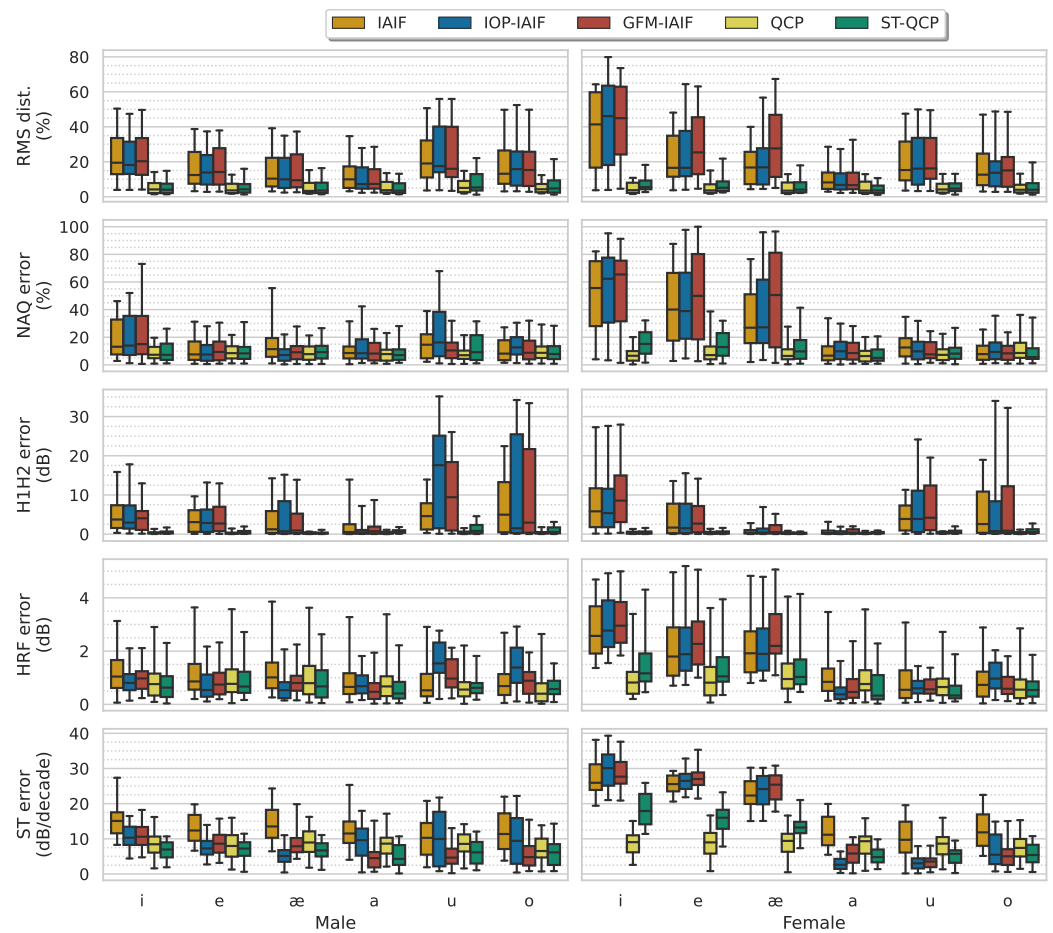 IAIF IOP-IAIF GFM-IAIF QCP ST-QCP
RMS dist.
(%)
80
60
40
20
0
NAQ error
(%)
100
80
60
40
20
0
H1H2 error
(dB)
30
20
10
0
HRF error
(dB)
4
2
0
ST error
(dB/decade)
40
30
20
10
0
i e æ a u o
Male
i e æ a u o
Female